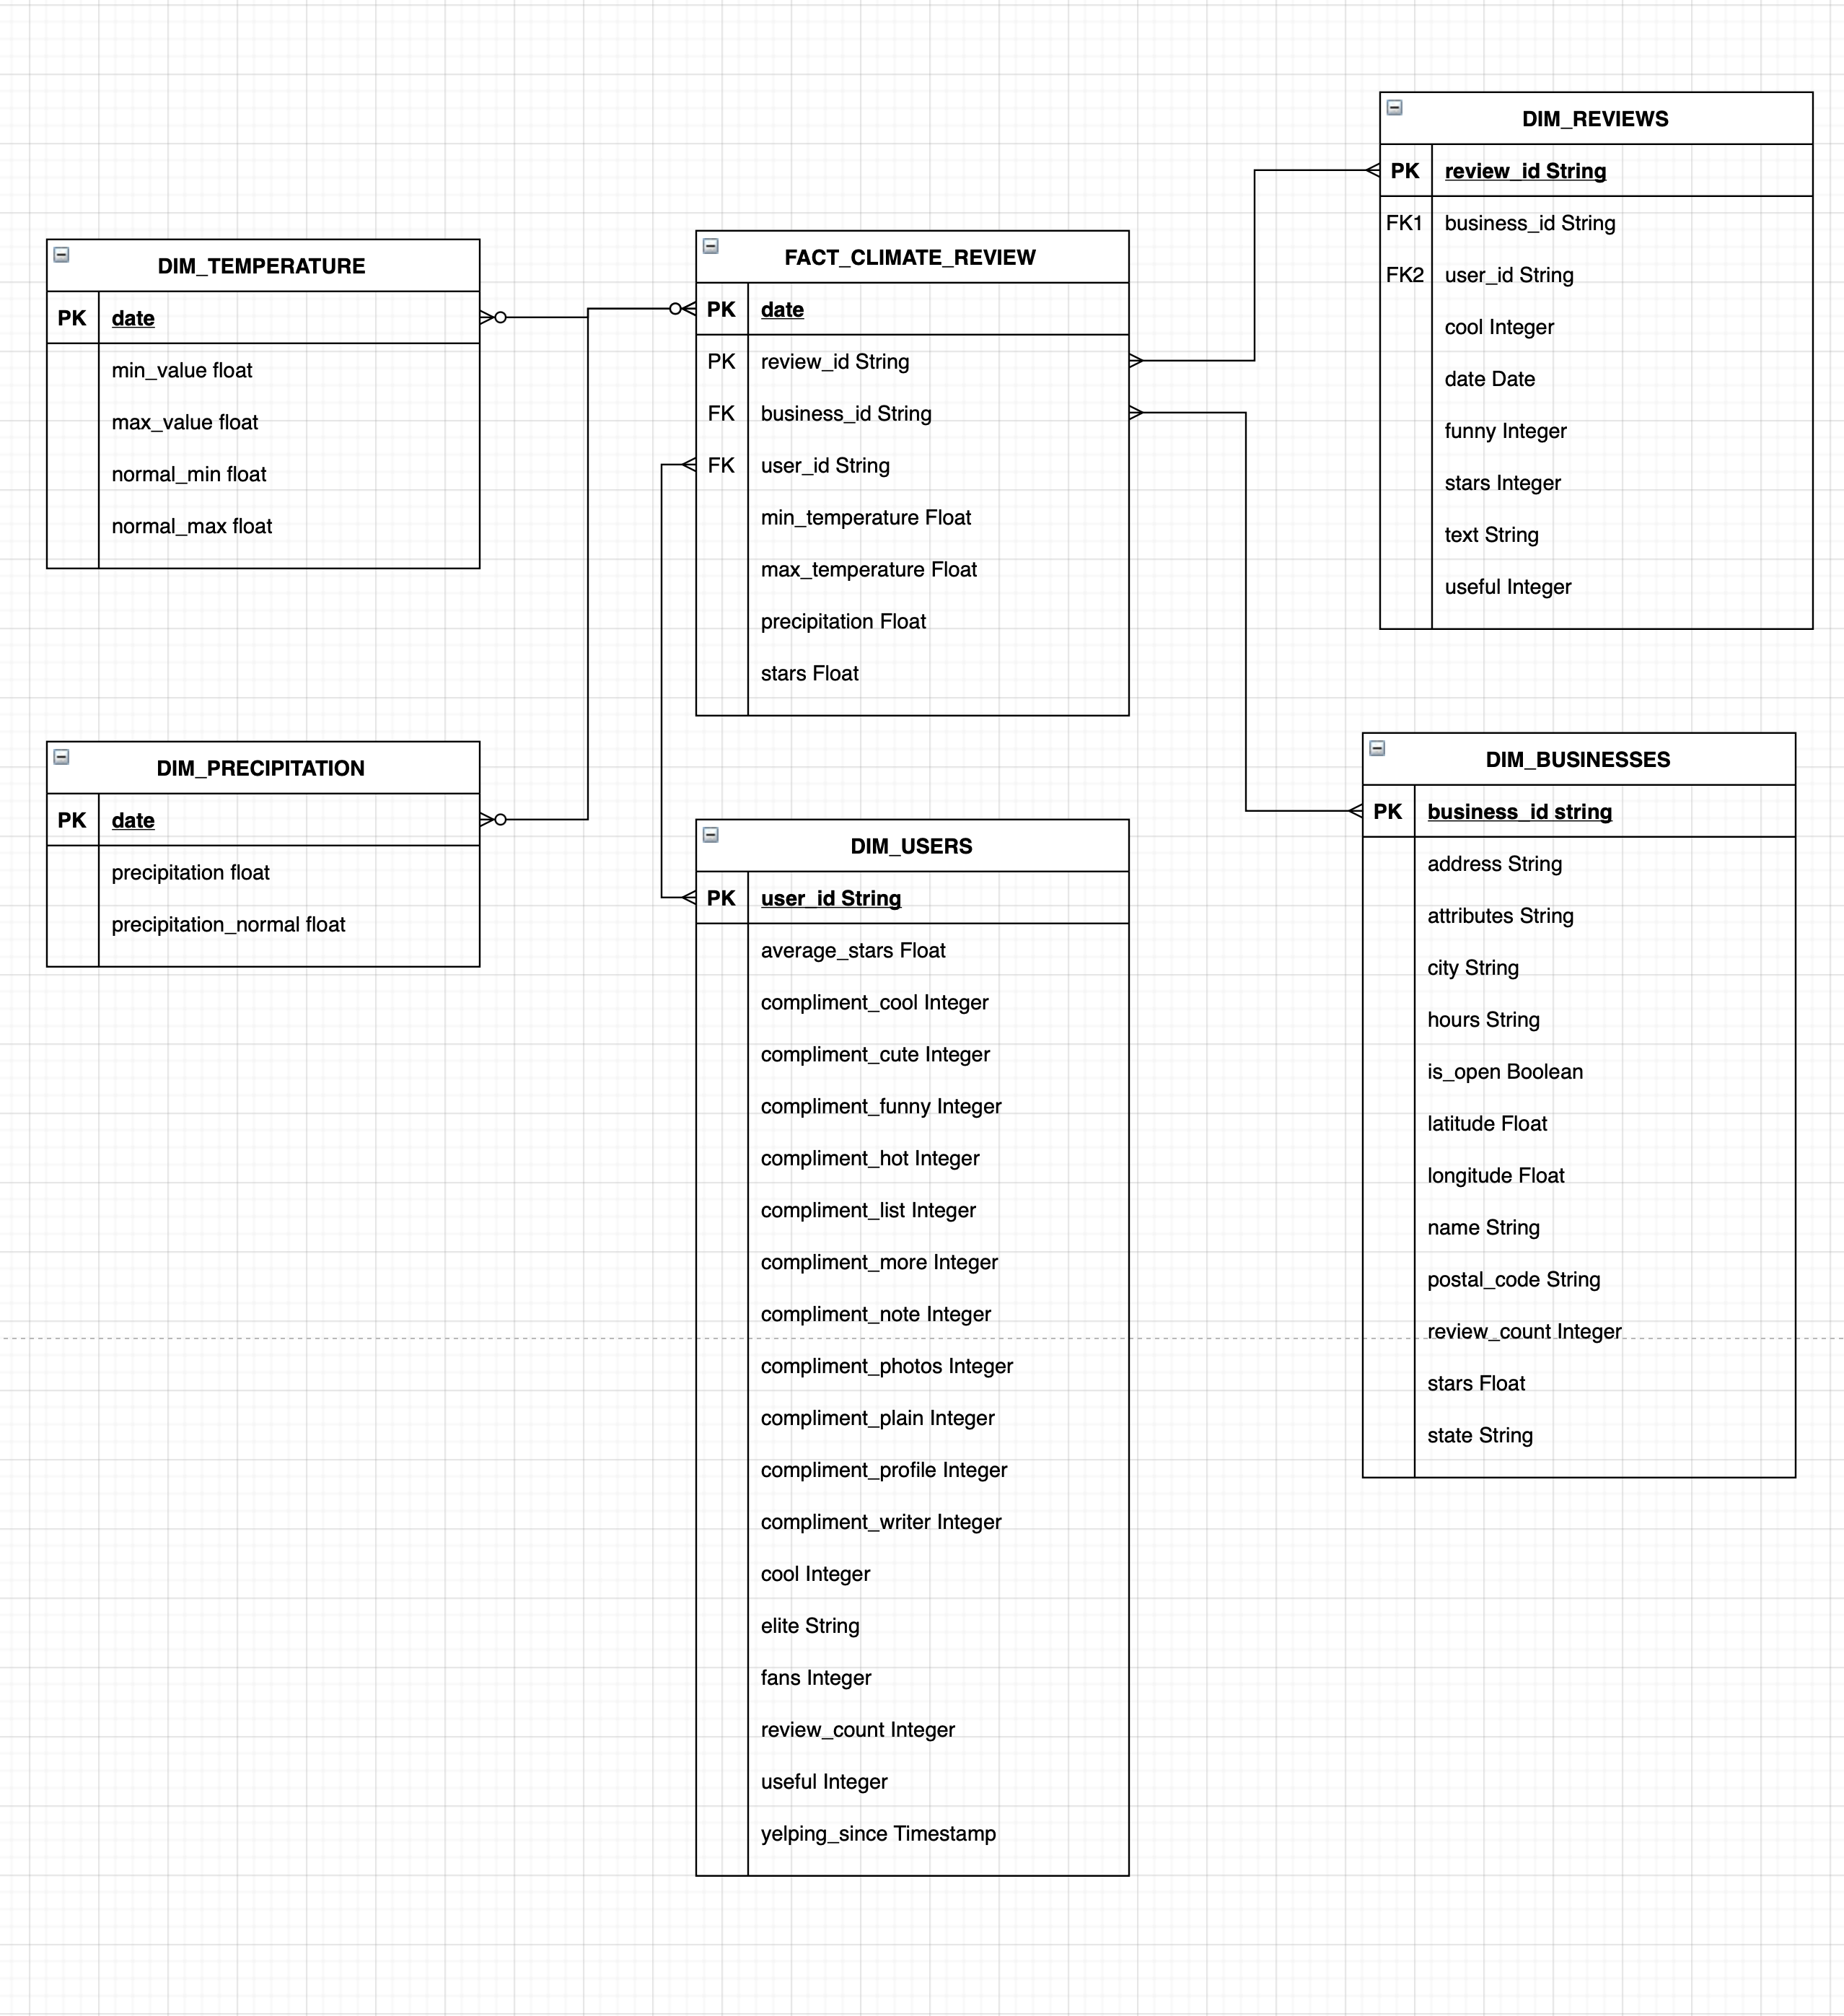 DIM_TEMPERATURE
PK date
min_value float
max_value float
normal_min float
normal_max float
DIM_PRECIPITATION
PK date
precipitation float
precipitation_normal float
FACT_CLIMATE_REVIEW
PK date
PK review_id String
FK business_id String
FK user_id String
min_temperature Float
max_temperature Float
precipitation Float
stars Float
DIM_USERS
PK user_id String
average_stars Float
compliment_cool Integer
compliment_cute Integer
compliment_funny Integer
compliment_hot Integer
compliment_list Integer
compliment_more Integer
compliment_note Integer
compliment_photos Integer
compliment_plain Integer
compliment_profile Integer
compliment_writer Integer
cool Integer
elite String
fans Integer
review_count Integer
useful Integer
yelping_since Timestamp
DIM_REVIEWS
PK review_id String
FK1 business_id String
FK2 user_id String
cool Integer
date Date
funny Integer
stars Integer
text String
useful Integer
DIM_BUSINESSES
PK business_id string
address String
attributes String
city String
hours String
is_open Boolean
latitude Float
longitude Float
name String
postal_code String
review_count Integer
stars Float
state String